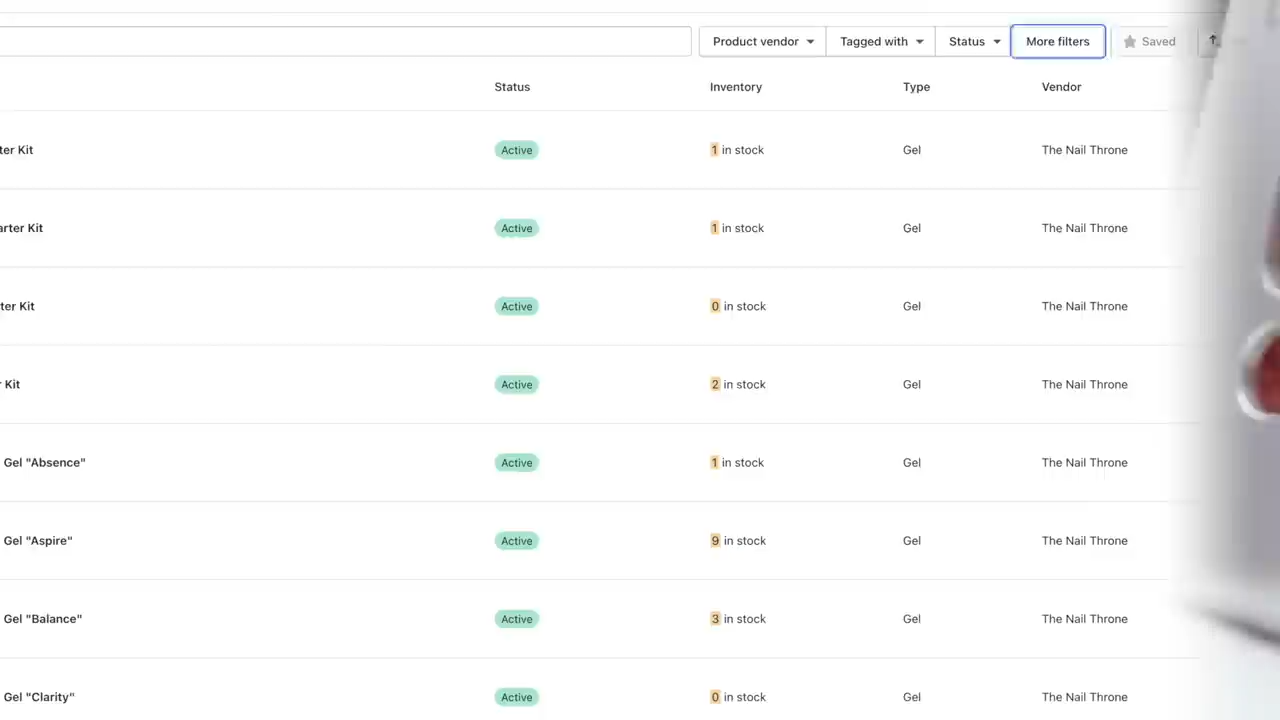 Product vendor Tagged with Status More filters Saved
Status Inventory Type Vendor
ter Kit Active 1 in stock Gel The Nail Throne
arter Kit Active 1 in stock Gel The Nail Throne
ter Kit Active 0 in stock Gel The Nail Throne
Kit Active 2 in stock Gel The Nail Throne
Gel "Absence" Active 1 in stock Gel The Nail Throne
Gel "Aspire" Active 9 in stock Gel The Nail Throne
Gel "Balance" Active 3 in stock Gel The Nail Throne
Gel "Clarity" Active 0 in stock Gel The Nail Throne